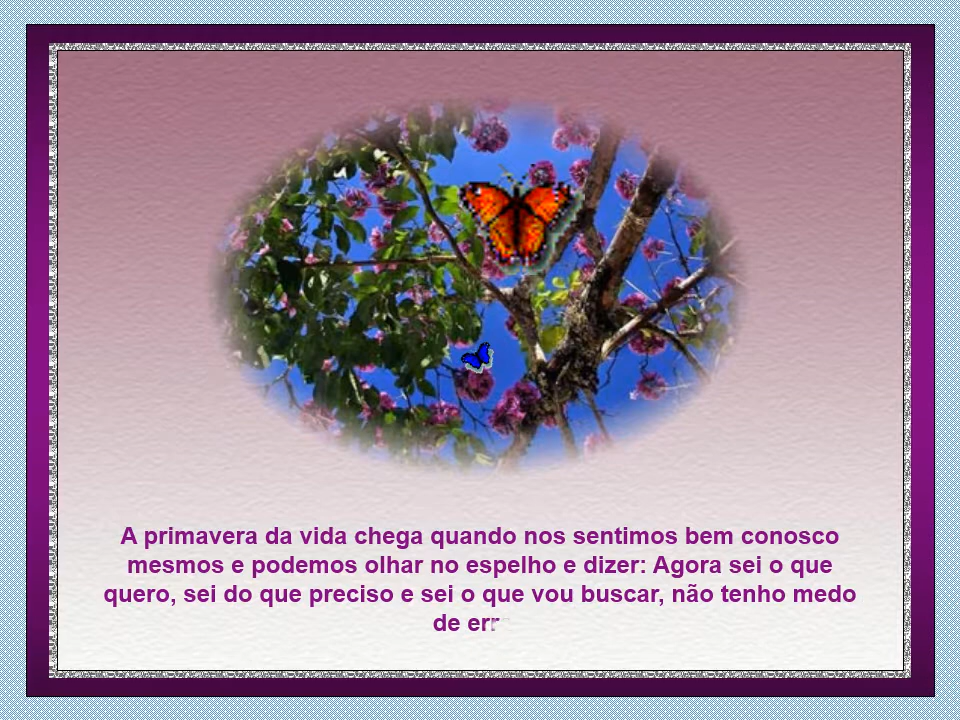 A primavera da vida chega quando nos sentimos bem conosco
mesmos e podemos olhar no espelho e dizer: Agora sei o que
quero, sei do que preciso e sei o que vou buscar, não tenho medo
de err